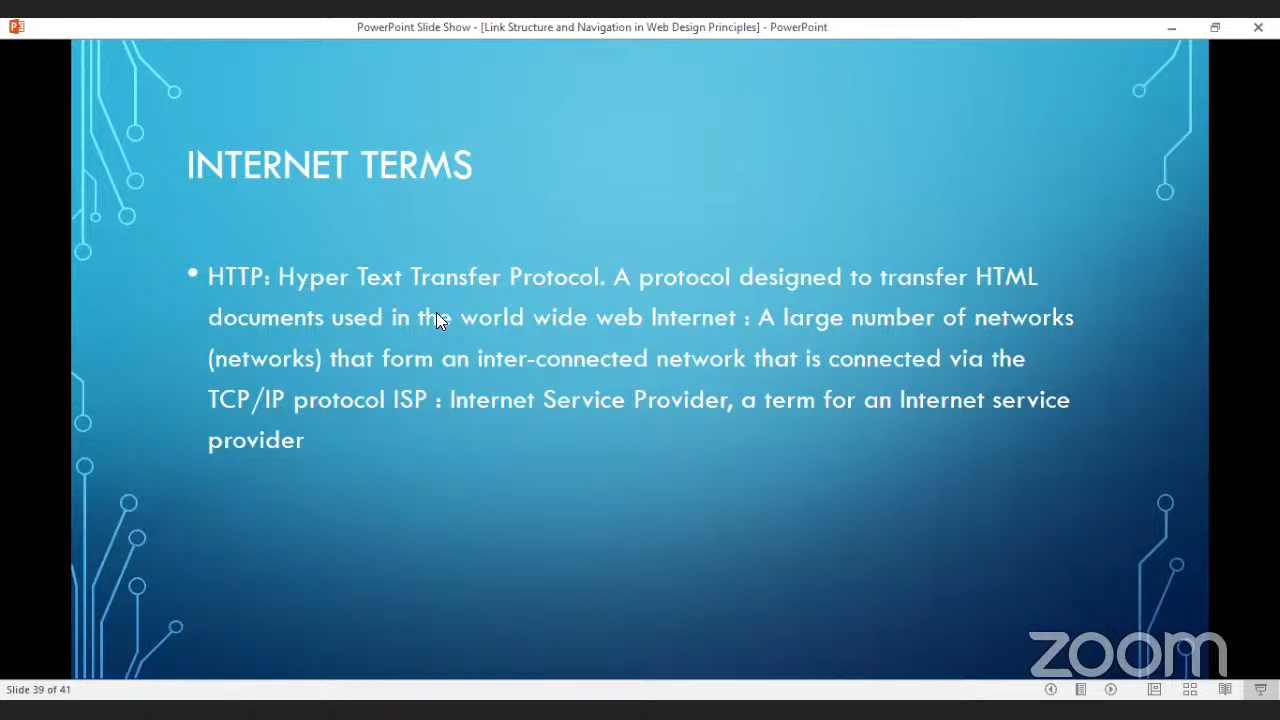 PowerPoint Slide Show - [Link Structure and Navigation in Web Design Principles] - PowerPoint
INTERNET TERMS
• HTTP: Hyper Text Transfer Protocol. A protocol designed to transfer HTML
documents used in the world wide web Internet : A large number of networks
(networks) that form an inter-connected network that is connected via the
TCP/IP protocol ISP : Internet Service Provider, a term for an Internet service
provider
zoom
Slide 39 of 41